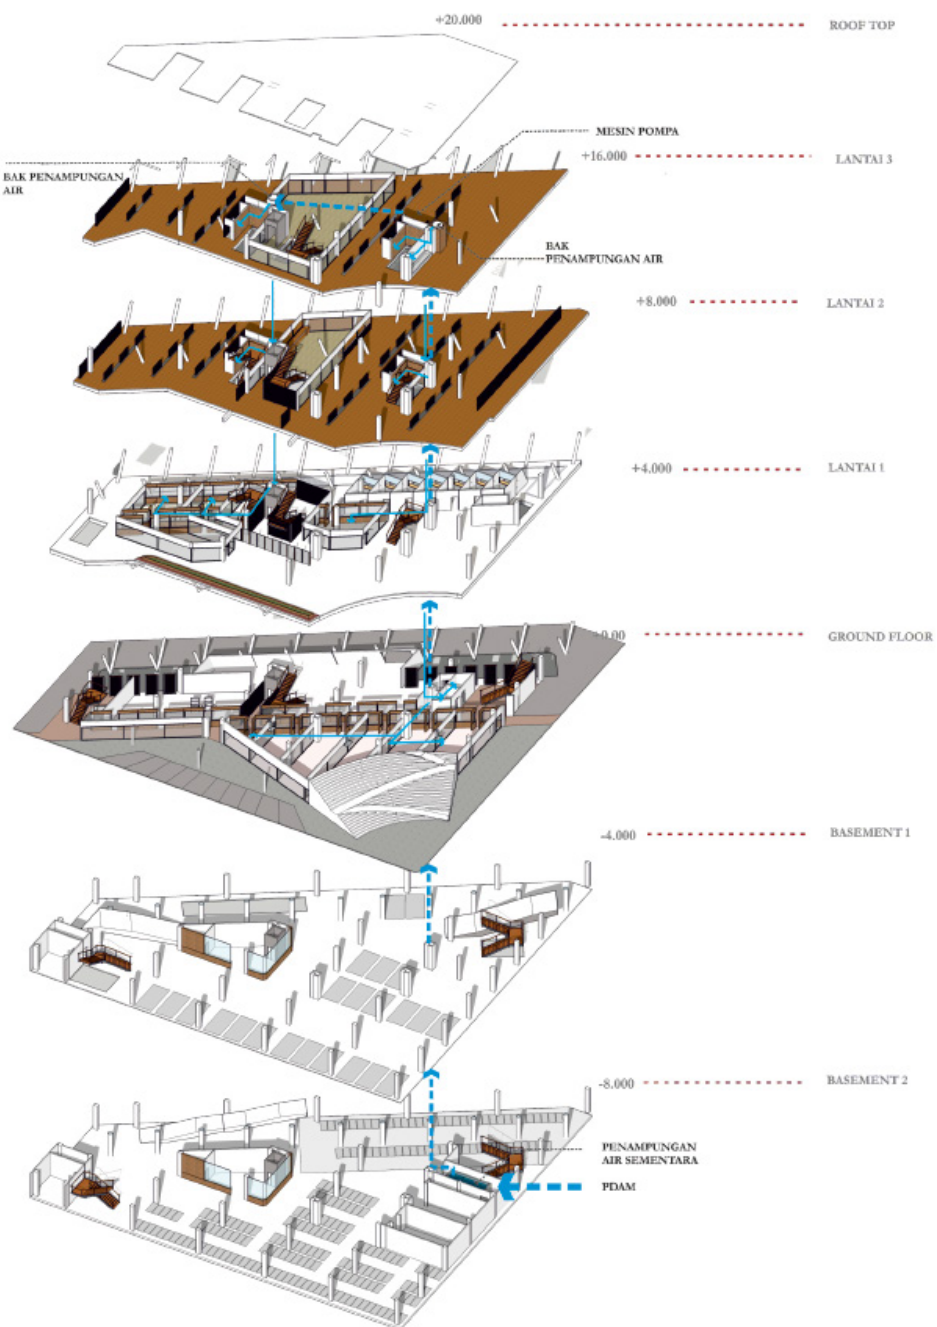 +20.000
ROOF TOP
MESIN POMPA
+16.000
LANTAI 3
BAK PENAMPUNGAN
AIR
BAK
PENAMPUNGAN AIR
+8.000
LANTAI 2
+4.000
LANTAI 1
0.00
GROUND FLOOR
-4.000
BASEMENT 1
-8.000
BASEMENT 2
PENAMPUNGAN
AIR SEMENTARA
PDAM